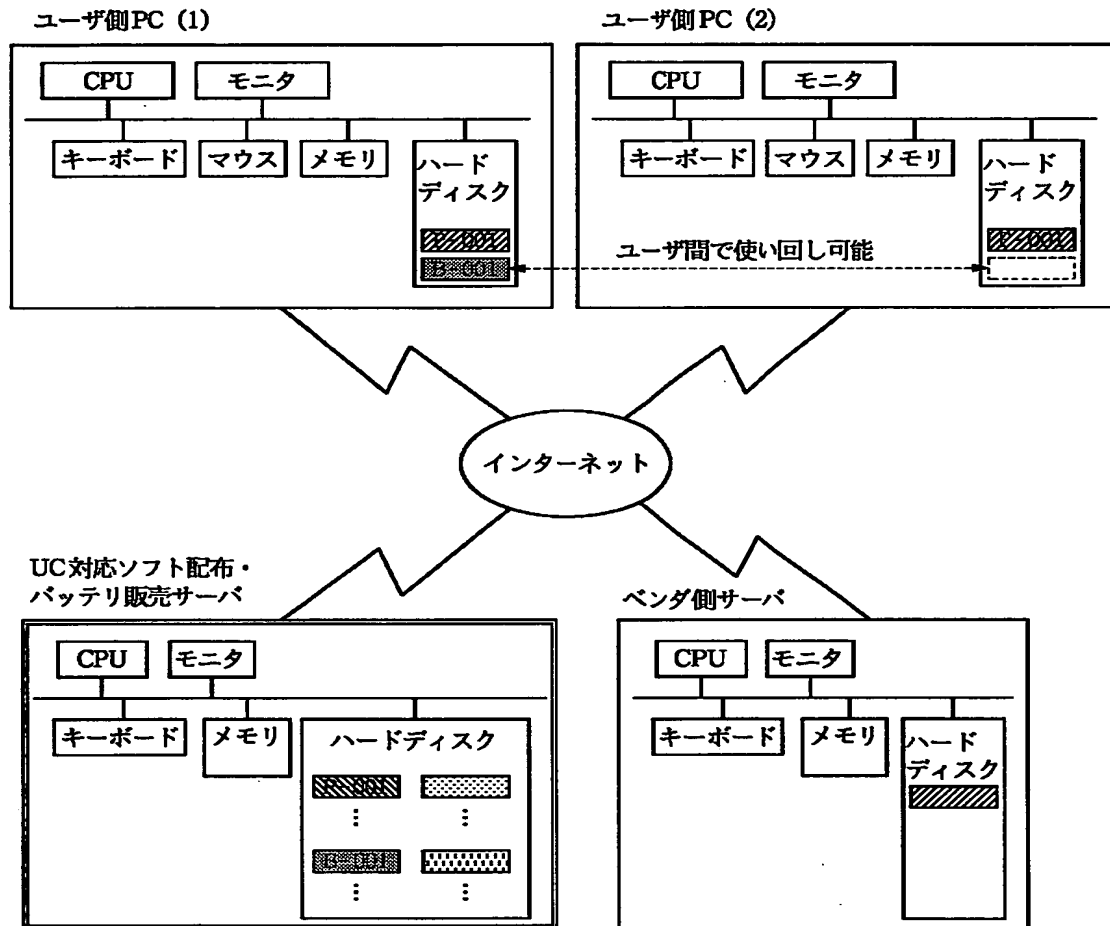 ユーザ側PC（1）
CPU
モニタ
キーボード
マウス
メモリ
ハード
ディスク
B-001
ユーザ側PC（2）
CPU
モニタ
キーボード
マウス
メモリ
ハード
ディスク
ユーザ間で使い回し可能
インターネット
UC対応ソフト配布・
バッテリ販売サーバ
CPU
モニタ
キーボード
メモリ
ハードディスク
B-001
ベンダ側サーバ
CPU
モニタ
キーボード
メモリ
ハード
ディスク